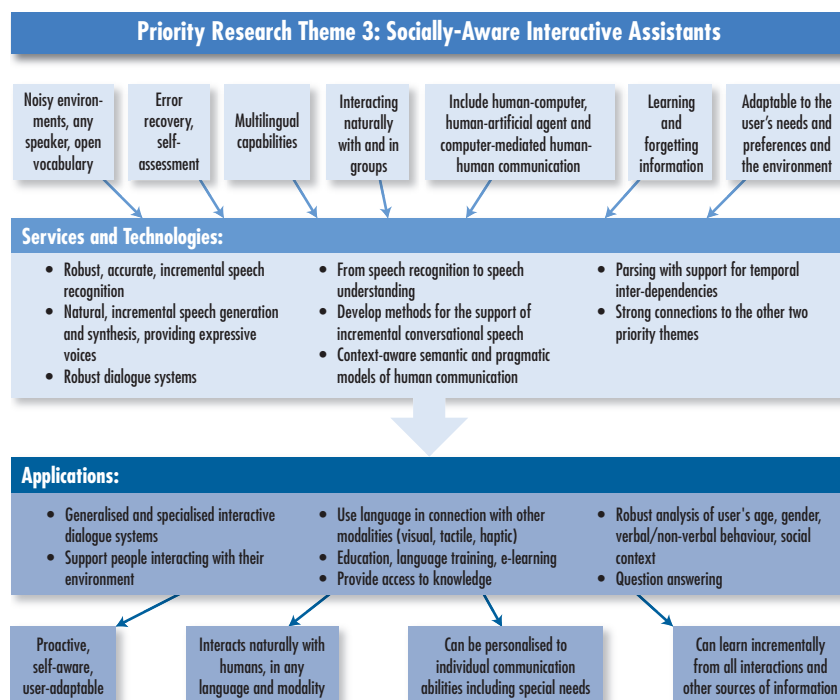 Priority Research Theme 3: Socially-Aware Interactive Assistants
Noisy environ-
ments, any
speaker, open
vocabulary
Error
recovery,
self-
assessment
Multilingual
capabilities
Interacting
naturally
with and in
groups
Include human-computer,
human-artificial agent and
computer-mediated human-
human communication
Learning
and
forgetting
information
Adaptable to the
user's needs and
preferences and
the environment
Services and Technologies:
• Robust, accurate, incremental speech
recognition
• Natural, incremental speech generation
and synthesis, providing expressive
voices
• Robust dialogue systems
• From speech recognition to speech
understanding
• Develop methods for the support of
incremental conversational speech
• Context-aware semantic and pragmatic
models of human communication
• Parsing with support for temporal
inter-dependencies
• Strong connections to the other two
priority themes
Applications:
• Generalised and specialised interactive
dialogue systems
• Support people interacting with their
environment
• Use language in connection with other
modalities (visual, tactile, haptic)
• Education, language training, e-learning
• Provide access to knowledge
• Robust analysis of user's age, gender,
verbal/non-verbal behaviour, social
context
• Question answering
Proactive,
self-aware,
user-adaptable
Interacts naturally with
humans, in any
language and modality
Can be personalised to
individual communication
abilities including special needs
Can learn incrementally
from all interactions and
other sources of information